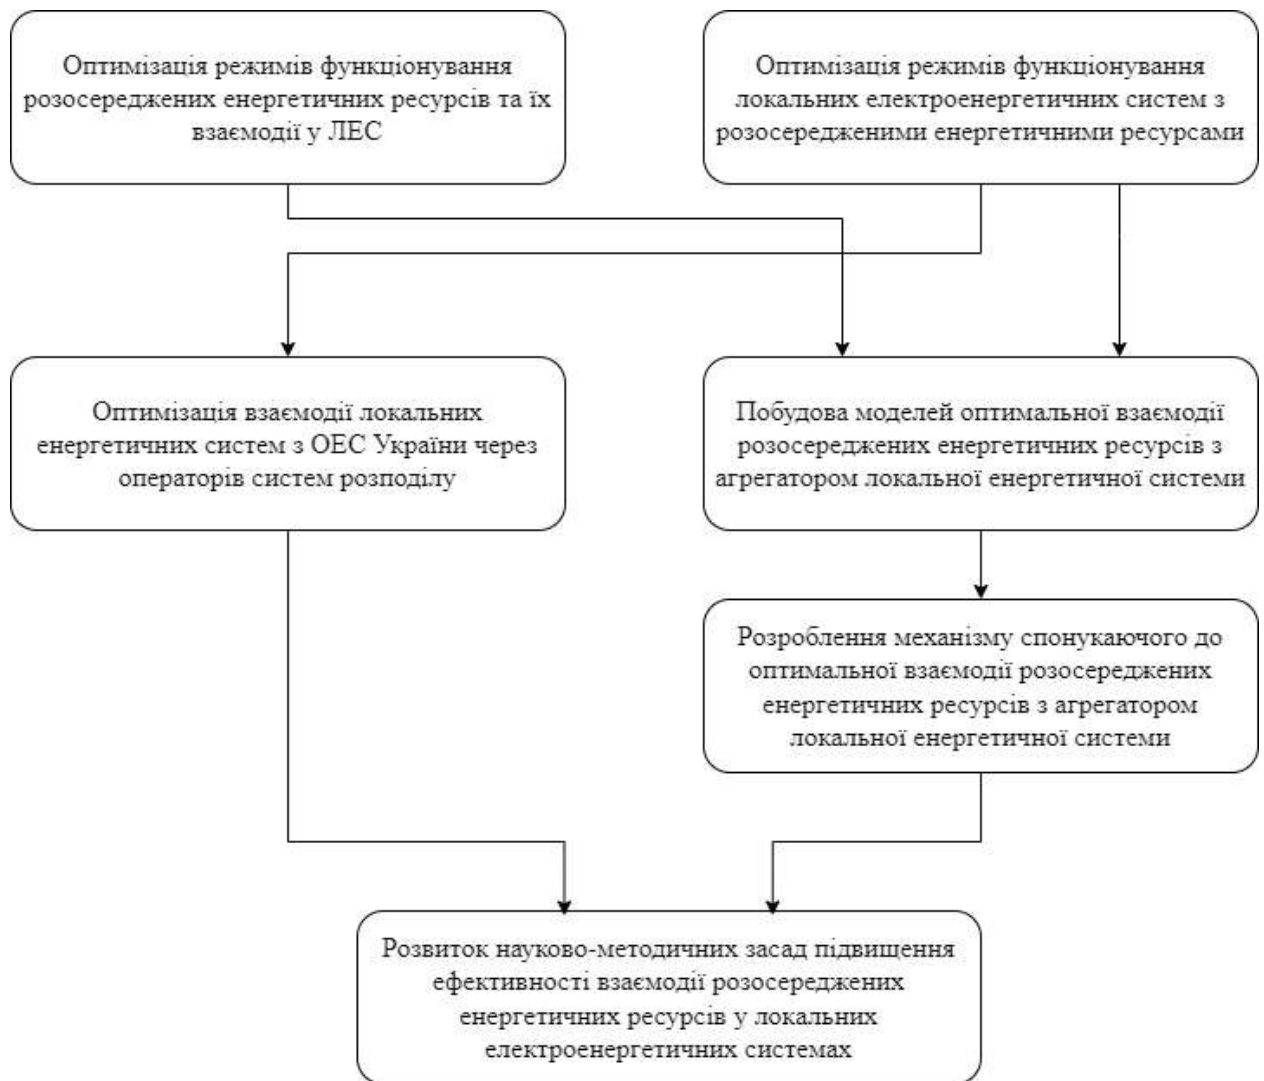 Оптимізація режимів функціонування
розосереджених енергетичних ресурсів та їх
взаємодії у ЛЕС
Оптимізація режимів функціонування
локальних електроенергетичних систем з
розосередженими енергетичними ресурсами
Оптимізація взаємодії локальних
енергетичних систем з ОЕС України через
операторів систем розподілу
Побудова моделей оптимальної взаємодії
розосереджених енергетичних ресурсів з
агрегатором локальної енергетичної системи
Розроблення механізму спонукаючого до
оптимальної взаємодії розосереджених
енергетичних ресурсів з агрегатором
локальної енергетичної системи
Розвиток науково-методичних засад підвищення
ефективності взаємодії розосереджених
енергетичних ресурсів у локальних
електроенергетичних системах